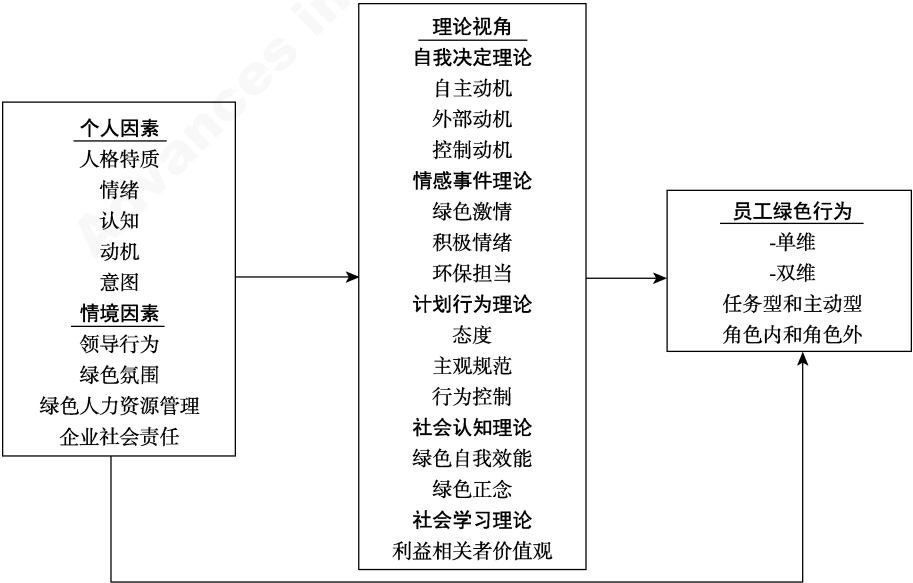 个人因素
人格特质
情绪
认知
动机
意图
情境因素
领导行为
绿色氛围
绿色人力资源管理
企业社会责任
理论视角
自我决定理论
自主动机
外部动机
控制动机
情感事件理论
绿色激情
积极情绪
环保担当
计划行为理论
态度
主观规范
行为控制
社会认知理论
绿色自我效能
绿色正念
社会学习理论
利益相关者价值观
员工绿色行为
-单维
-双维
任务型和主动型
角色内和角色外
Advances in